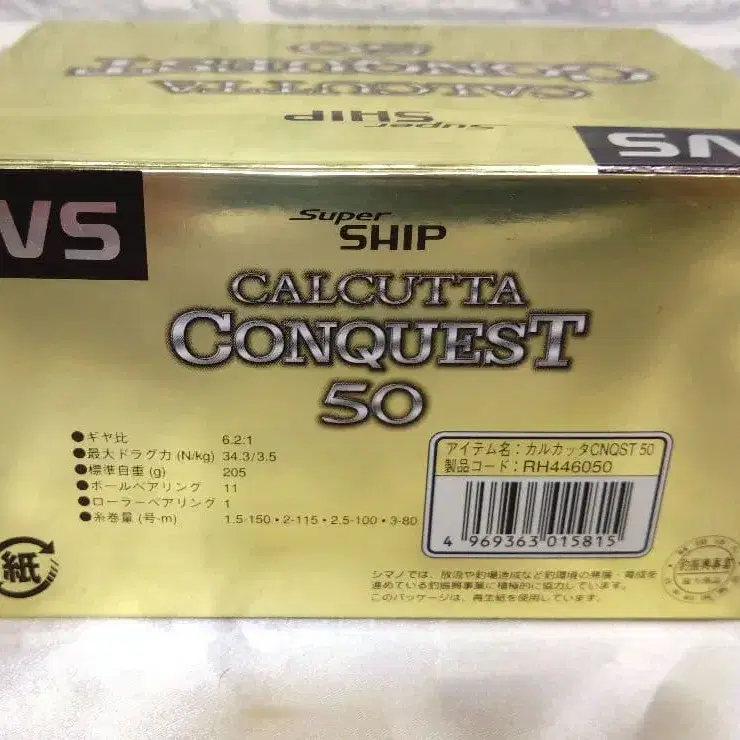 50
CONQUEST
CALCUTTA
SHIP
Super
VS
VS
Super
SHIP
CALCUTTA
CONQUEST
50
●ギヤ比 6.2:1
●最大ドラグ力 (N/kg) 34.3/3.5
●標準自重 (g) 205
●ボールベアリング 11
●ローラーベアリング 1
●糸巻量 (号-m) 1.5-150・2-115・2.5-100・3-80
アイテム名：カルカッタCNQST 50
製品コード：RH446050
4 969363 015815
紙
シマノでは、放流や釣場造成など釣環境の発展・育成を
進めている釣振興事業に積極的に協力しています。
このパッケージは、再生紙を使用しています。